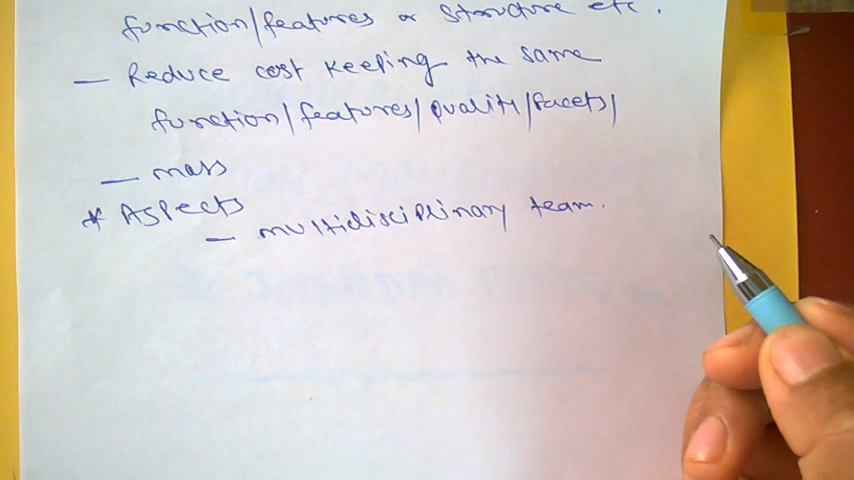 function/features or structure etc.
— Reduce cost keeping the same
function/features/quality/facets/
— mass
* Aspects
— multidisciplinary team.